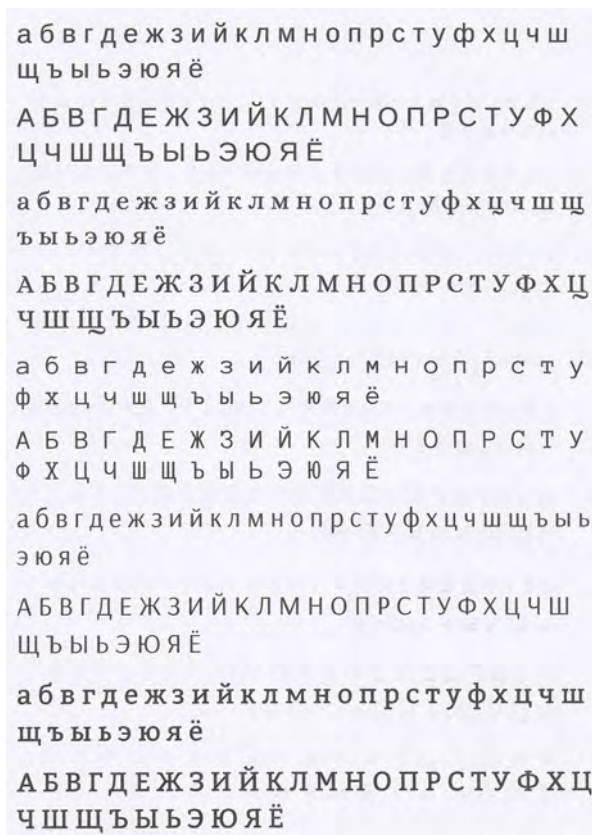 абвгдежзийклмнопрстуфхцчш
щъыьэюяё
АБВГДЕЖЗИЙКЛМНОПРСТУФХ
ЦЧШЩЪЫЬЭЮЯЁ
абвгдежзийклмнопрстуфхцчшщ
ъыьэюяё
АБВГДЕЖЗИЙКЛМНОПРСТУФХЦ
ЧШЩЪЫЬЭЮЯЁ
абвгдежзийклмнопрсту
фхцчшщъыьэюяё
АБВГДЕЖЗИЙКЛМНОПРСТУ
ФХЦЧШЩЪЫЬЭЮЯЁ
абвгдежзийклмнопрстуфхцчшщъыь
эюяё
АБВГДЕЖЗИЙКЛМНОПРСТУФХЦЧШ
ЩЪЫЬЭЮЯЁ
абвгдежзийклмнопрстуфхцчш
щъыьэюяё
АБВГДЕЖЗИЙКЛМНОПРСТУФХЦ
ЧШЩЪЫЬЭЮЯЁ